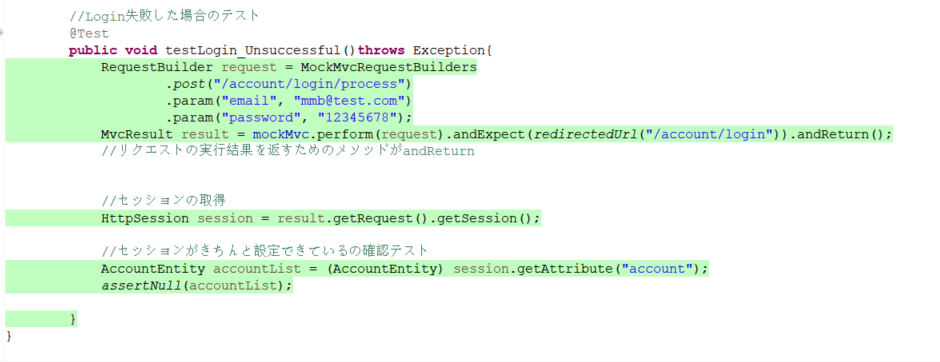 //Login失敗した場合のテスト
@Test
public void testLogin_Unsuccessful()throws Exception{
RequestBuilder request = MockMvcRequestBuilders
.post("/account/login/process")
.param("email", "mmb@test.com")
.param("password", "12345678");
MvcResult result = mockMvc.perform(request).andExpect(redirectedUrl("/account/login")).andReturn();
//リクエストの実行結果を返すためのメソッドがandReturn
//セッションの取得
HttpSession session = result.getRequest().getSession();
//セッションがきちんと設定できているの確認テスト
AccountEntity accountList = (AccountEntity) session.getAttribute("account");
assertNull(accountList);
}
}